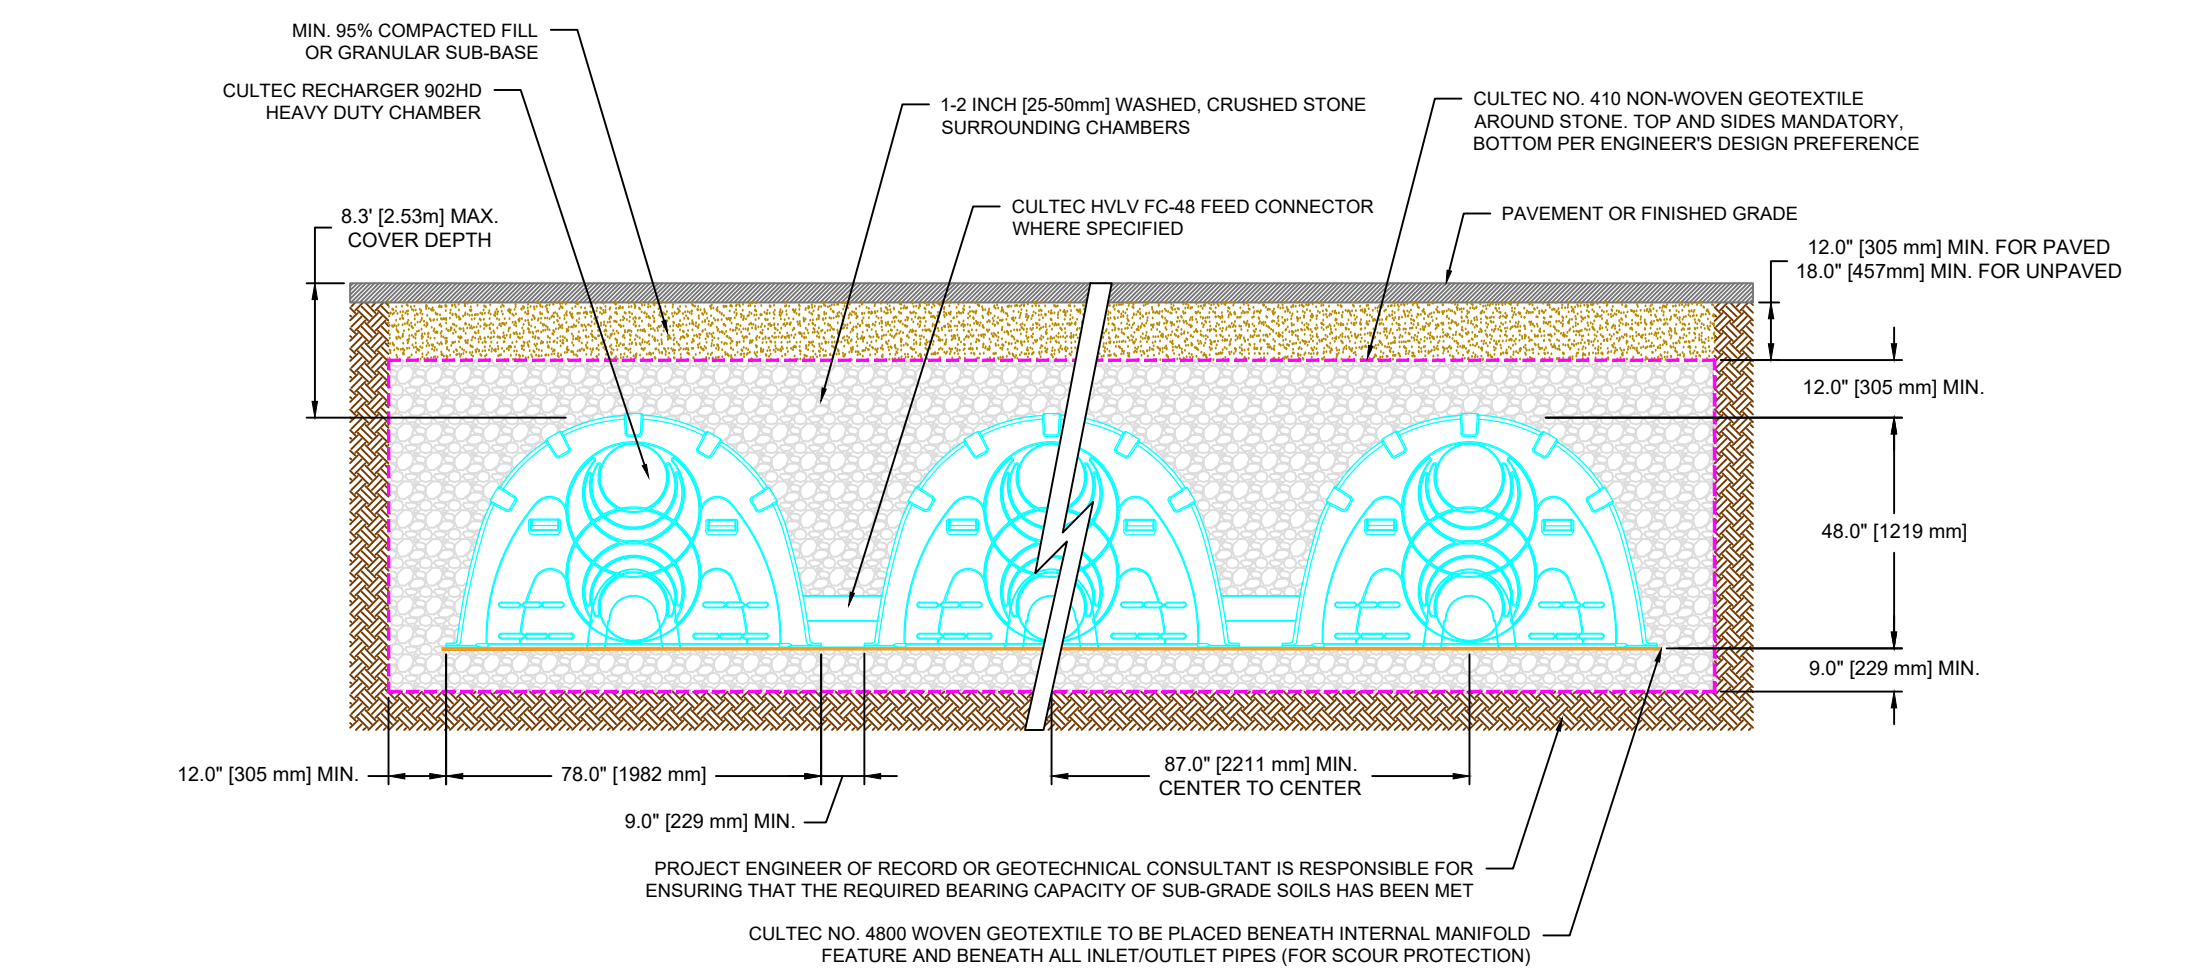 MIN. 95% COMPACTED FILL
OR GRANULAR SUB-BASE
CULTEC RECHARGER 902HD
HEAVY DUTY CHAMBER
1-2 INCH [25-50mm] WASHED, CRUSHED STONE
SURROUNDING CHAMBERS
CULTEC NO. 410 NON-WOVEN GEOTEXTILE
AROUND STONE. TOP AND SIDES MANDATORY,
BOTTOM PER ENGINEER'S DESIGN PREFERENCE
8.3' [2.53m] MAX.
COVER DEPTH
CULTEC HVLV FC-48 FEED CONNECTOR
WHERE SPECIFIED
PAVEMENT OR FINISHED GRADE
12.0" [305 mm] MIN. FOR PAVED
18.0" [457mm] MIN. FOR UNPAVED
12.0" [305 mm] MIN.
48.0" [1219 mm]
9.0" [229 mm] MIN.
12.0" [305 mm] MIN.
78.0" [1982 mm]
9.0" [229 mm] MIN.
87.0" [2211 mm] MIN.
CENTER TO CENTER
PROJECT ENGINEER OF RECORD OR GEOTECHNICAL CONSULTANT IS RESPONSIBLE FOR
ENSURING THAT THE REQUIRED BEARING CAPACITY OF SUB-GRADE SOILS HAS BEEN MET
CULTEC NO. 4800 WOVEN GEOTEXTILE TO BE PLACED BENEATH INTERNAL MANIFOLD
FEATURE AND BENEATH ALL INLET/OUTLET PIPES (FOR SCOUR PROTECTION)